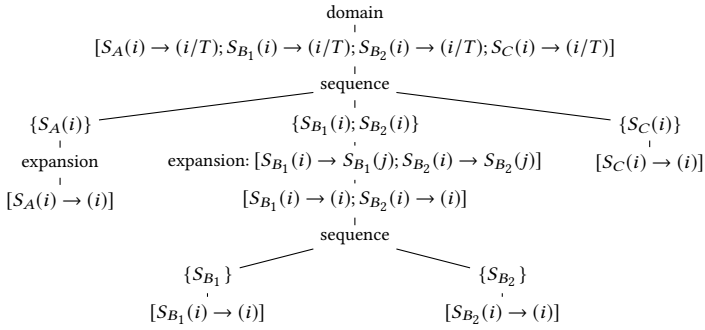 domain
[S_A(i) → (i/T); S_{B_1}(i) → (i/T); S_{B_2}(i) → (i/T); S_C(i) → (i/T)]
sequence
{S_A(i)} {S_{B_1}(i); S_{B_2}(i)} {S_C(i)}
expansion expansion: [S_{B_1}(i) → S_{B_1}(j); S_{B_2}(i) → S_{B_2}(j)] [S_C(i) → (i)]
[S_A(i) → (i)] [S_{B_1}(i) → (i); S_{B_2}(i) → (i)]
sequence
{S_{B_1}} {S_{B_2}}
[S_{B_1}(i) → (i)] [S_{B_2}(i) → (i)]